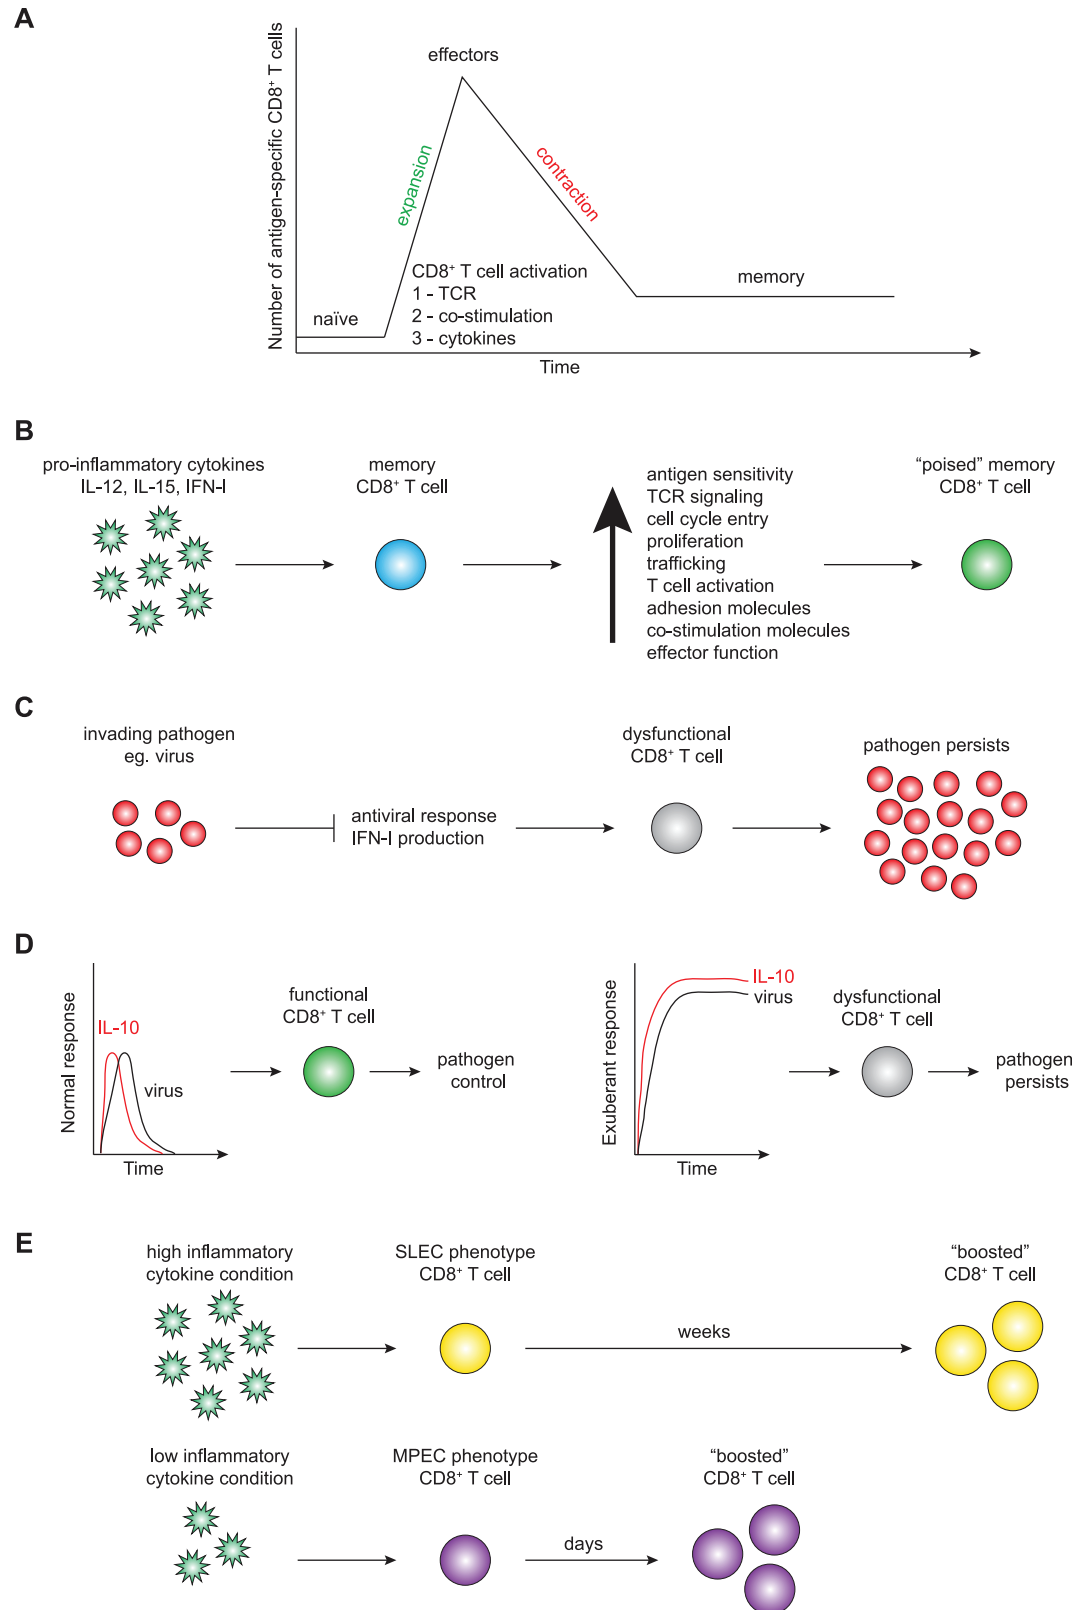 A
Number of antigen-specific CD8⁺ T cells
effectors
expansion
contraction
CD8⁺ T cell activation
1 - TCR
2 - co-stimulation
3 - cytokines
naïve
memory
Time
B
pro-inflammatory cytokines
IL-12, IL-15, IFN-I
memory
CD8⁺ T cell
antigen sensitivity
TCR signaling
cell cycle entry
proliferation
trafficking
T cell activation
adhesion molecules
co-stimulation molecules
effector function
“poised” memory
CD8⁺ T cell
C
invading pathogen
eg. virus
antiviral response
IFN-I production
dysfunctional
CD8⁺ T cell
pathogen persists
D
Normal response
IL-10
virus
Time
functional
CD8⁺ T cell
pathogen
control
Exuberant response
IL-10
virus
Time
dysfunctional
CD8⁺ T cell
pathogen
persists
E
high inflammatory
cytokine condition
SLEC phenotype
CD8⁺ T cell
weeks
“boosted”
CD8⁺ T cell
low inflammatory
cytokine condition
MPEC phenotype
CD8⁺ T cell
days
“boosted”
CD8⁺ T cell